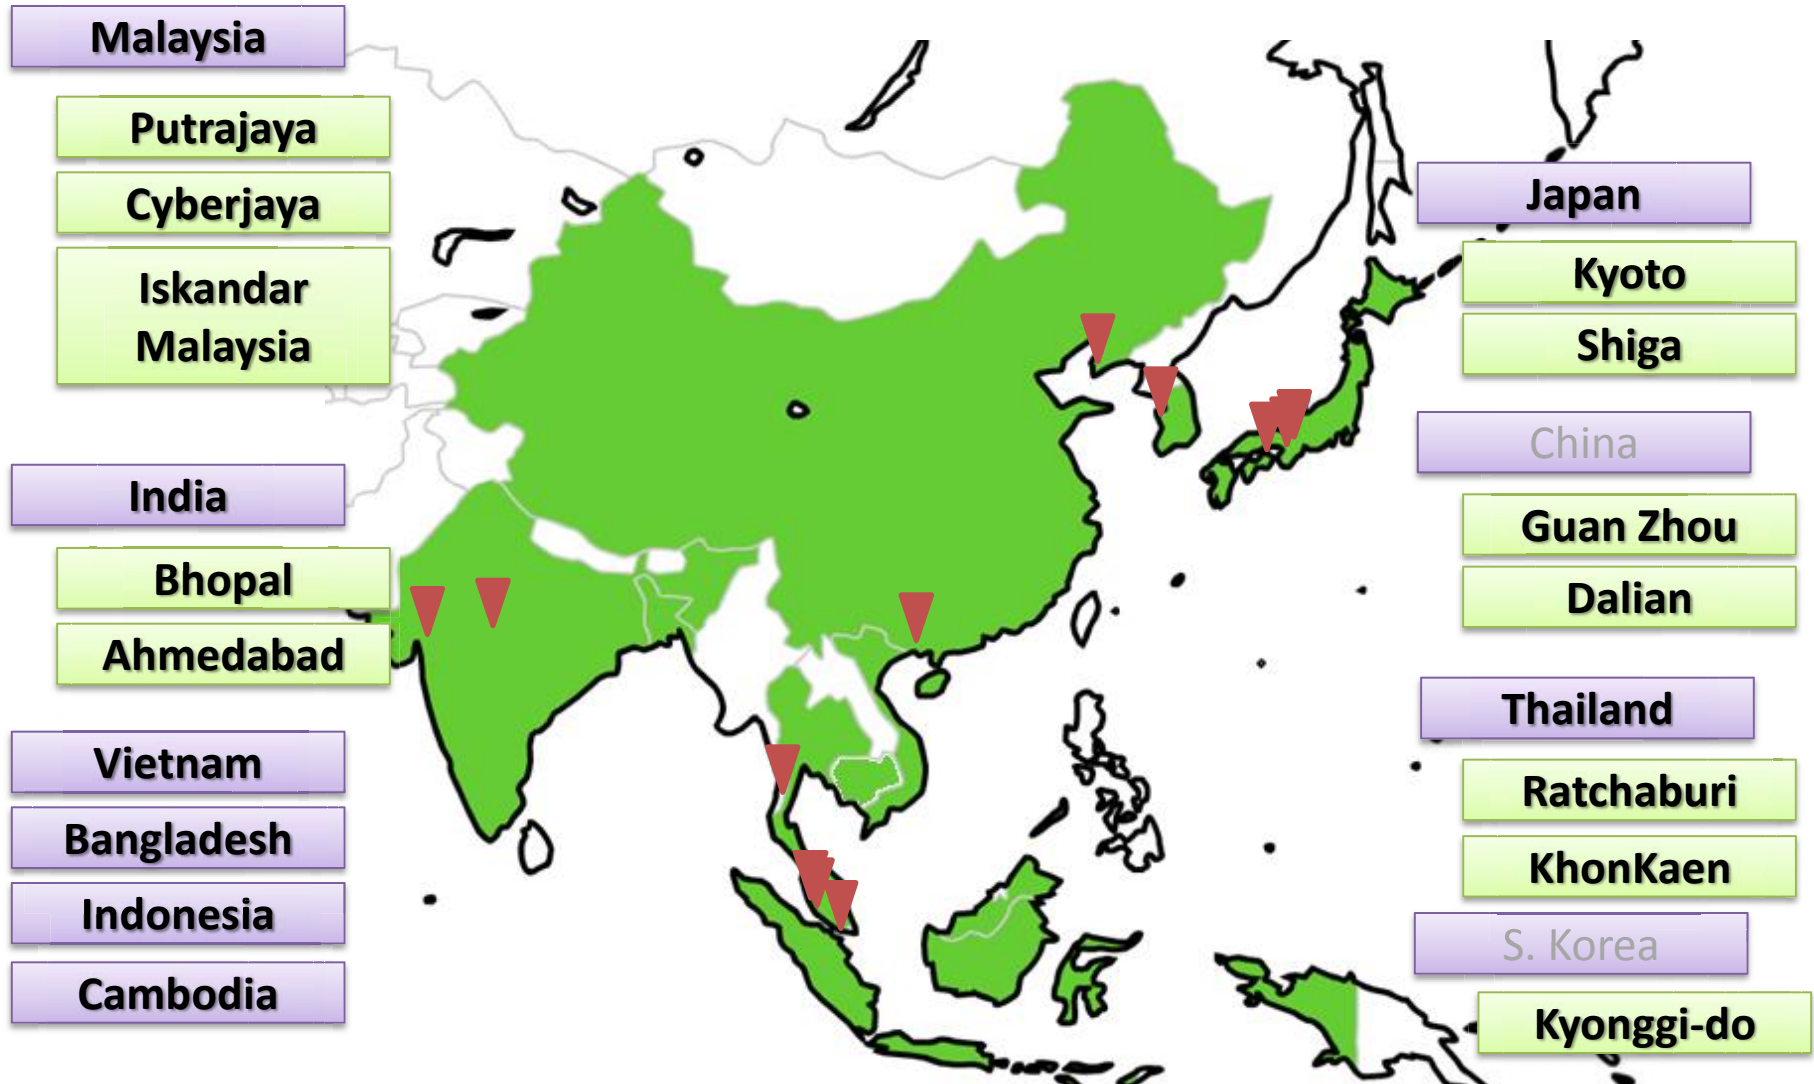 Malaysia
Putrajaya
Cyberjaya
Iskandar
Malaysia
India
Bhopal
Ahmedabad
Vietnam
Bangladesh
Indonesia
Cambodia
Japan
Kyoto
Shiga
China
Guan Zhou
Dalian
Thailand
Ratchaburi
KhonKaen
S. Korea
Kyonggi-do